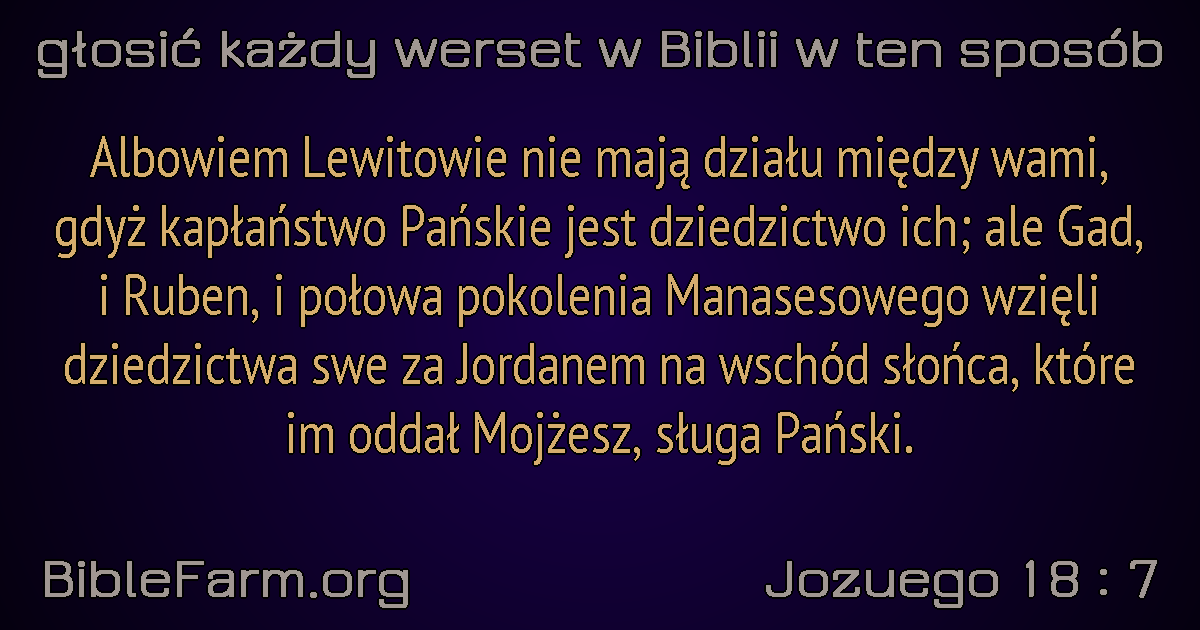 głosić każdy werset w Biblii w ten sposób
Albowiem Lewitowie nie mają działu między wami,
gdyż kapłaństwo Pańskie jest dziedzictwo ich; ale Gad,
i Ruben, i połowa pokolenia Manasesowego wzięli
dziedzictwa swe za Jordanem na wschód słońca, które
im oddał Mojżesz, sługa Pański.
BibleFarm.org
Jozuego 18 : 7